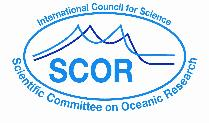 International Council for Science
SCOR
Scientific Committee on Oceanic Research